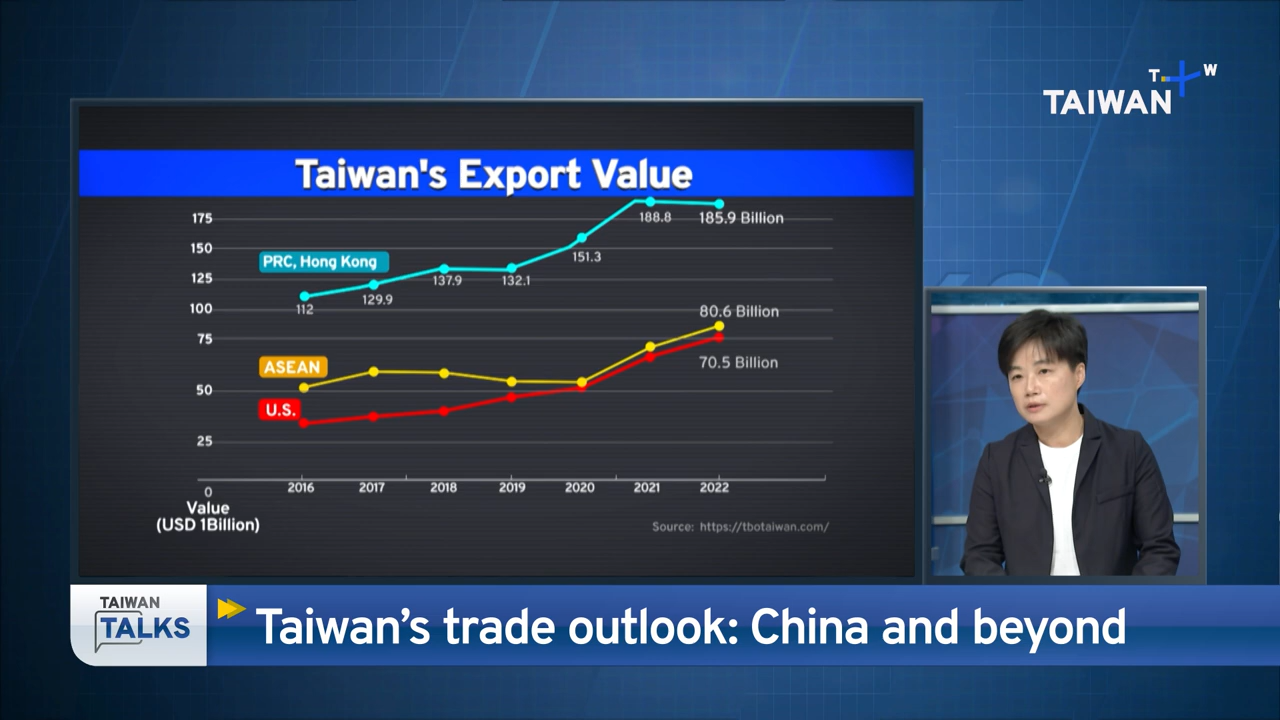 T W
TAIWAN
Taiwan's Export Value
175
150
125
100
75
50
25
0
PRC, Hong Kong
ASEAN
U.S.
112
129.9
137.9
132.1
151.3
188.8
185.9 Billion
80.6 Billion
70.5 Billion
2016 2017 2018 2019 2020 2021 2022
Value
(USD 1Billion)
Source: https://tbotaiwan.com/
TAIWAN
TALKS
Taiwan’s trade outlook: China and beyond